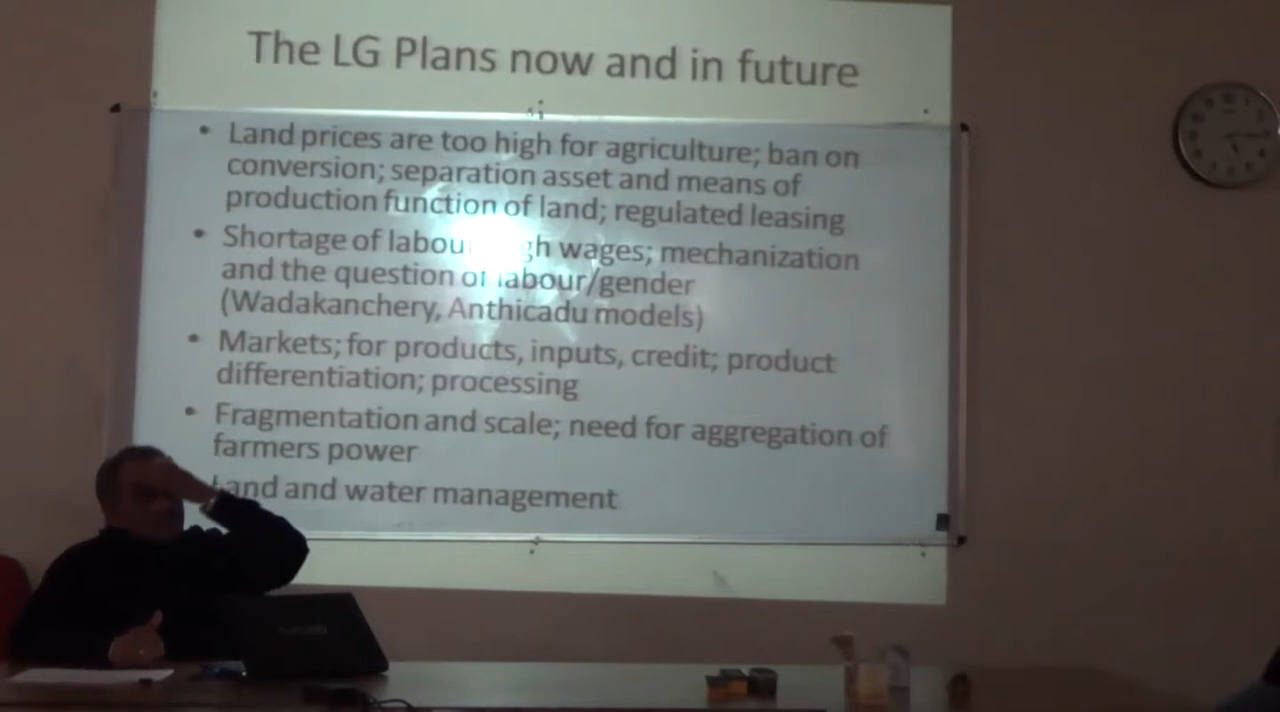 The LG Plans now and in future
• Land prices are too high for agriculture; ban on
conversion; separation asset and means of
production function of land; regulated leasing
• Shortage of labou gh wages; mechanization
and the question of labour/gender
(Wadakanchery, Anthicadu models)
• Markets; for products, inputs, credit; product
differentiation; processing
• Fragmentation and scale; need for aggregation of
farmers power
Land and water management